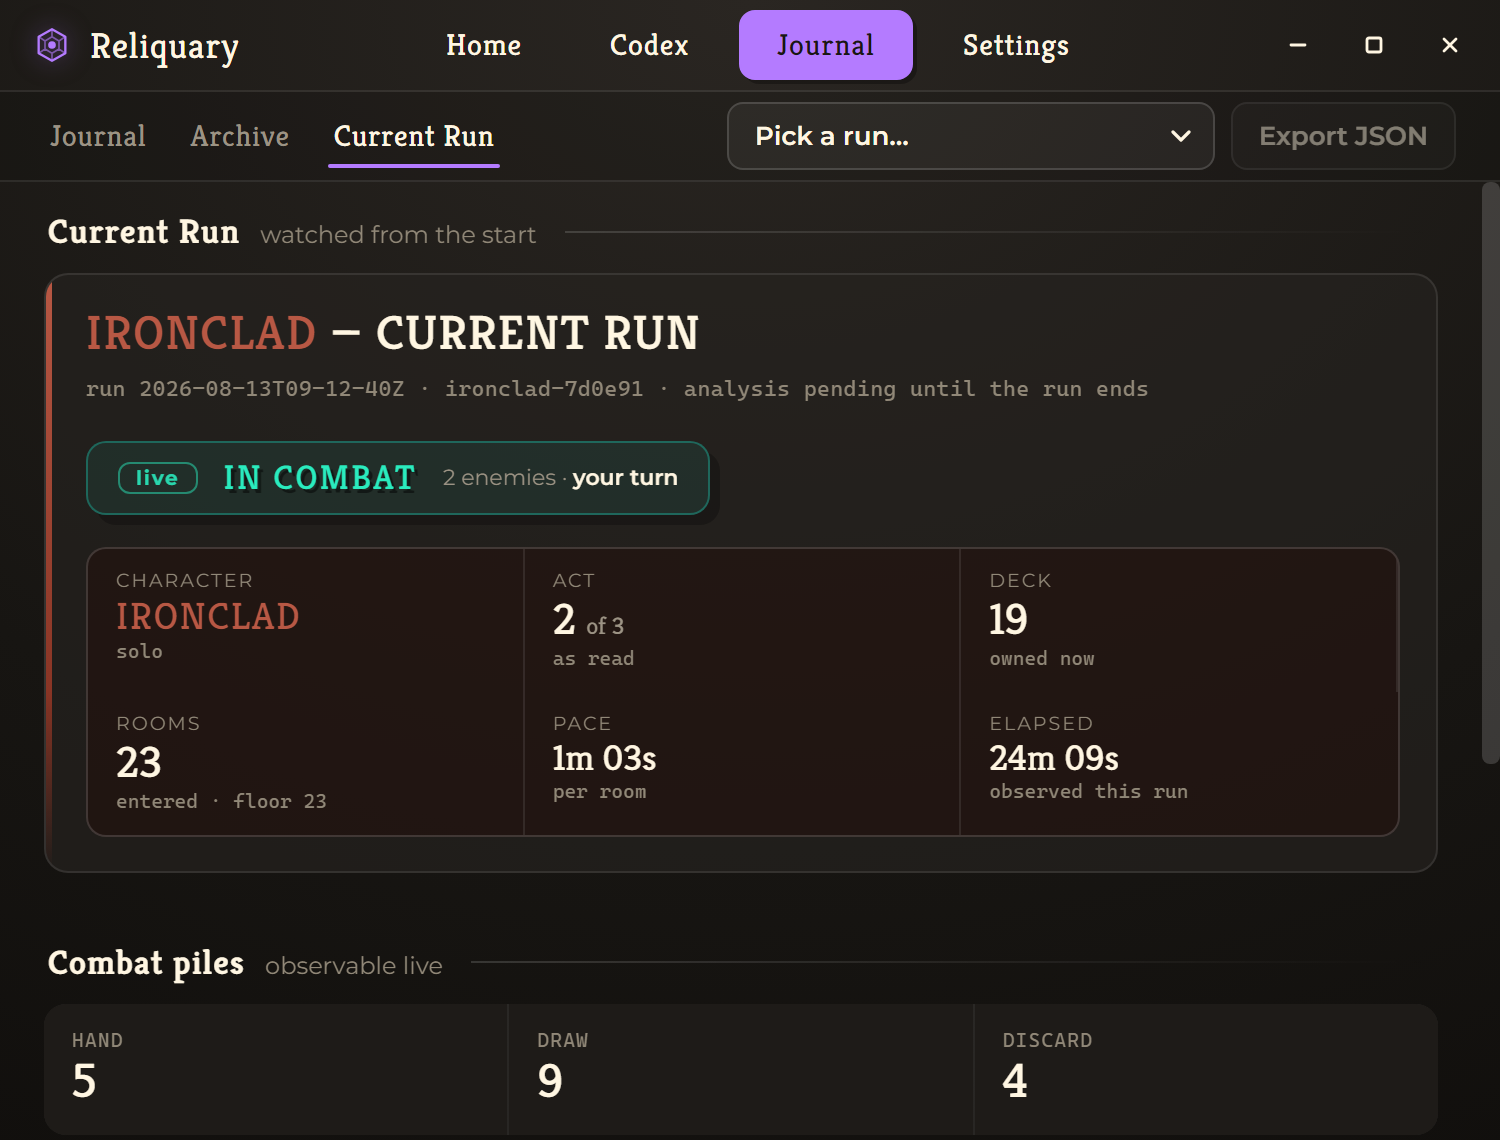 Reliquary
Home Codex Journal Settings
Journal Archive Current Run
Pick a run... Export JSON
Current Run watched from the start
IRONCLAD — CURRENT RUN
run 2026-08-13T09-12-40Z · ironclad-7d0e91 · analysis pending until the run ends
live IN COMBAT 2 enemies · your turn
CHARACTER
IRONCLAD
solo
ACT
2 of 3
as read
DECK
19
owned now
ROOMS
23
entered · floor 23
PACE
1m 03s
per room
ELAPSED
24m 09s
observed this run
Combat piles observable live
HAND
5
DRAW
9
DISCARD
4